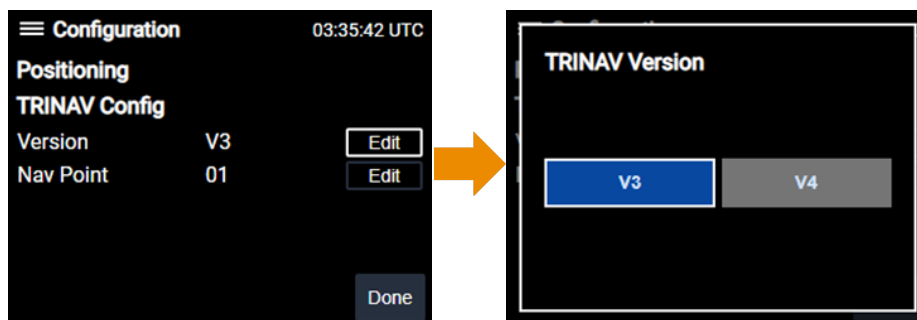 Configuration 03:35:42 UTC
Positioning
TRINAV Config
Version V3 Edit
Nav Point 01 Edit
Done
TRINAV Version
V3 V4